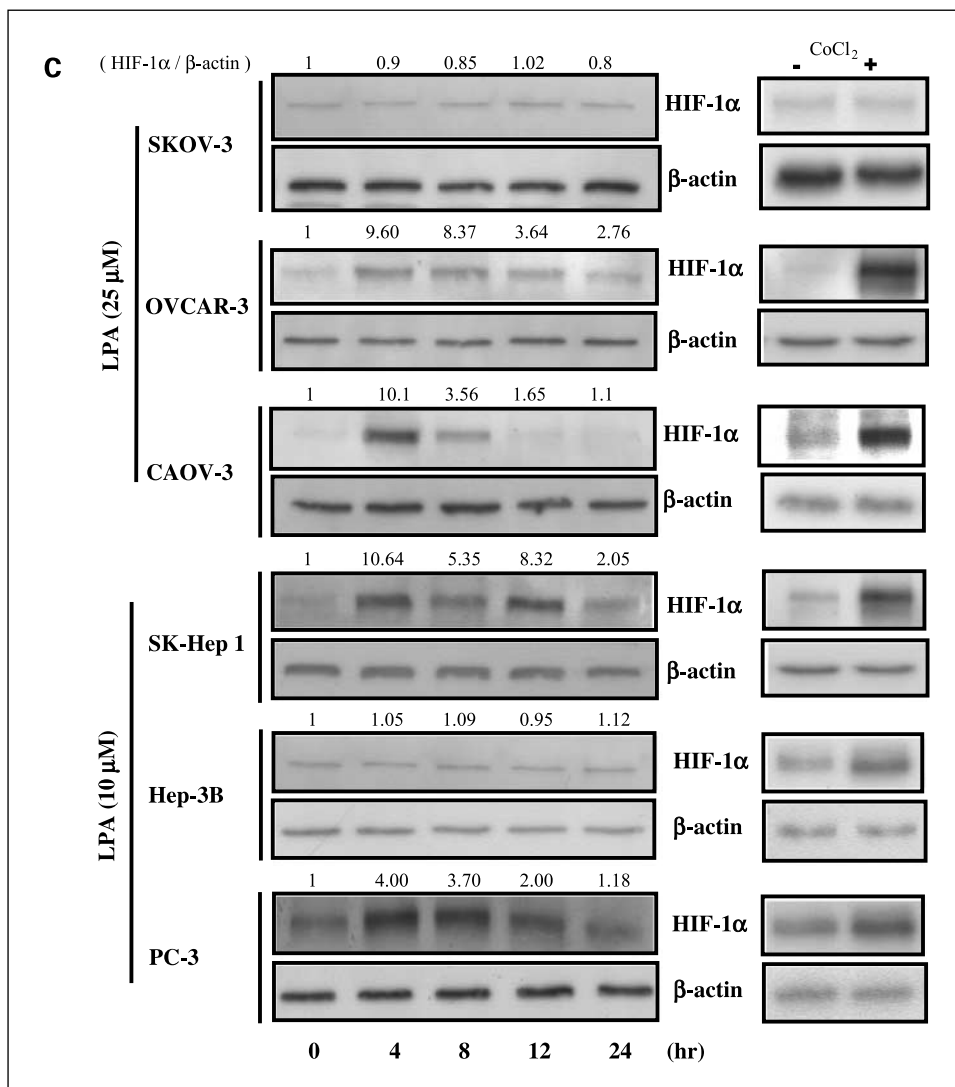 C
( HIF-1α / β-actin ) 1 0.9 0.85 1.02 0.8
CoCl2
- +
HIF-1α
SKOV-3
β-actin
1 9.60 8.37 3.64 2.76
HIF-1α
LPA (25 μM)
OVCAR-3
β-actin
1 10.1 3.56 1.65 1.1
HIF-1α
CAOV-3
β-actin
1 10.64 5.35 8.32 2.05
HIF-1α
SK-Hep 1
β-actin
1 1.05 1.09 0.95 1.12
HIF-1α
LPA (10 μM)
Hep-3B
β-actin
1 4.00 3.70 2.00 1.18
HIF-1α
PC-3
β-actin
0 4 8 12 24 (hr)